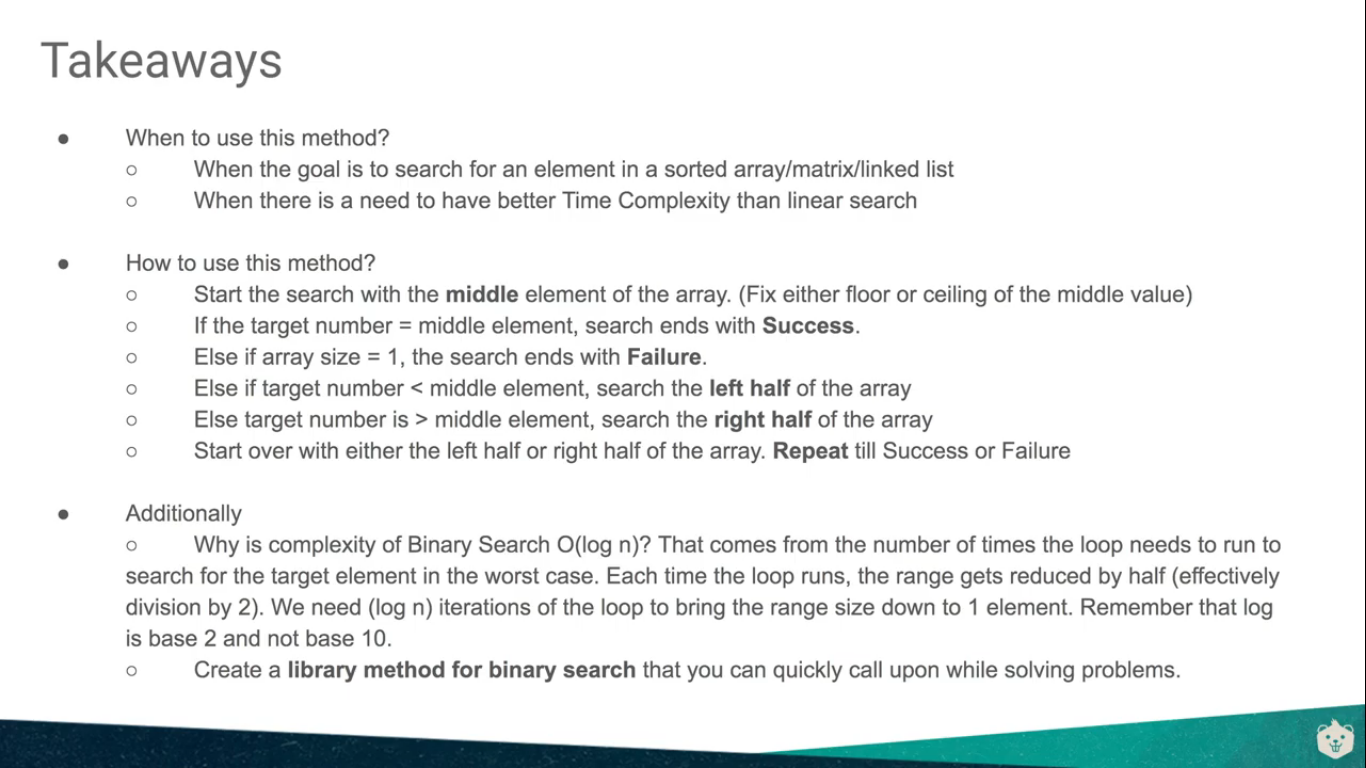 Takeaways
● When to use this method?
○ When the goal is to search for an element in a sorted array/matrix/linked list
○ When there is a need to have better Time Complexity than linear search
● How to use this method?
○ Start the search with the middle element of the array. (Fix either floor or ceiling of the middle value)
○ If the target number = middle element, search ends with Success.
○ Else if array size = 1, the search ends with Failure.
○ Else if target number < middle element, search the left half of the array
○ Else target number is > middle element, search the right half of the array
○ Start over with either the left half or right half of the array. Repeat till Success or Failure
● Additionally
○ Why is complexity of Binary Search O(log n)? That comes from the number of times the loop needs to run to
search for the target element in the worst case. Each time the loop runs, the range gets reduced by half (effectively
division by 2). We need (log n) iterations of the loop to bring the range size down to 1 element. Remember that log
is base 2 and not base 10.
○ Create a library method for binary search that you can quickly call upon while solving problems.